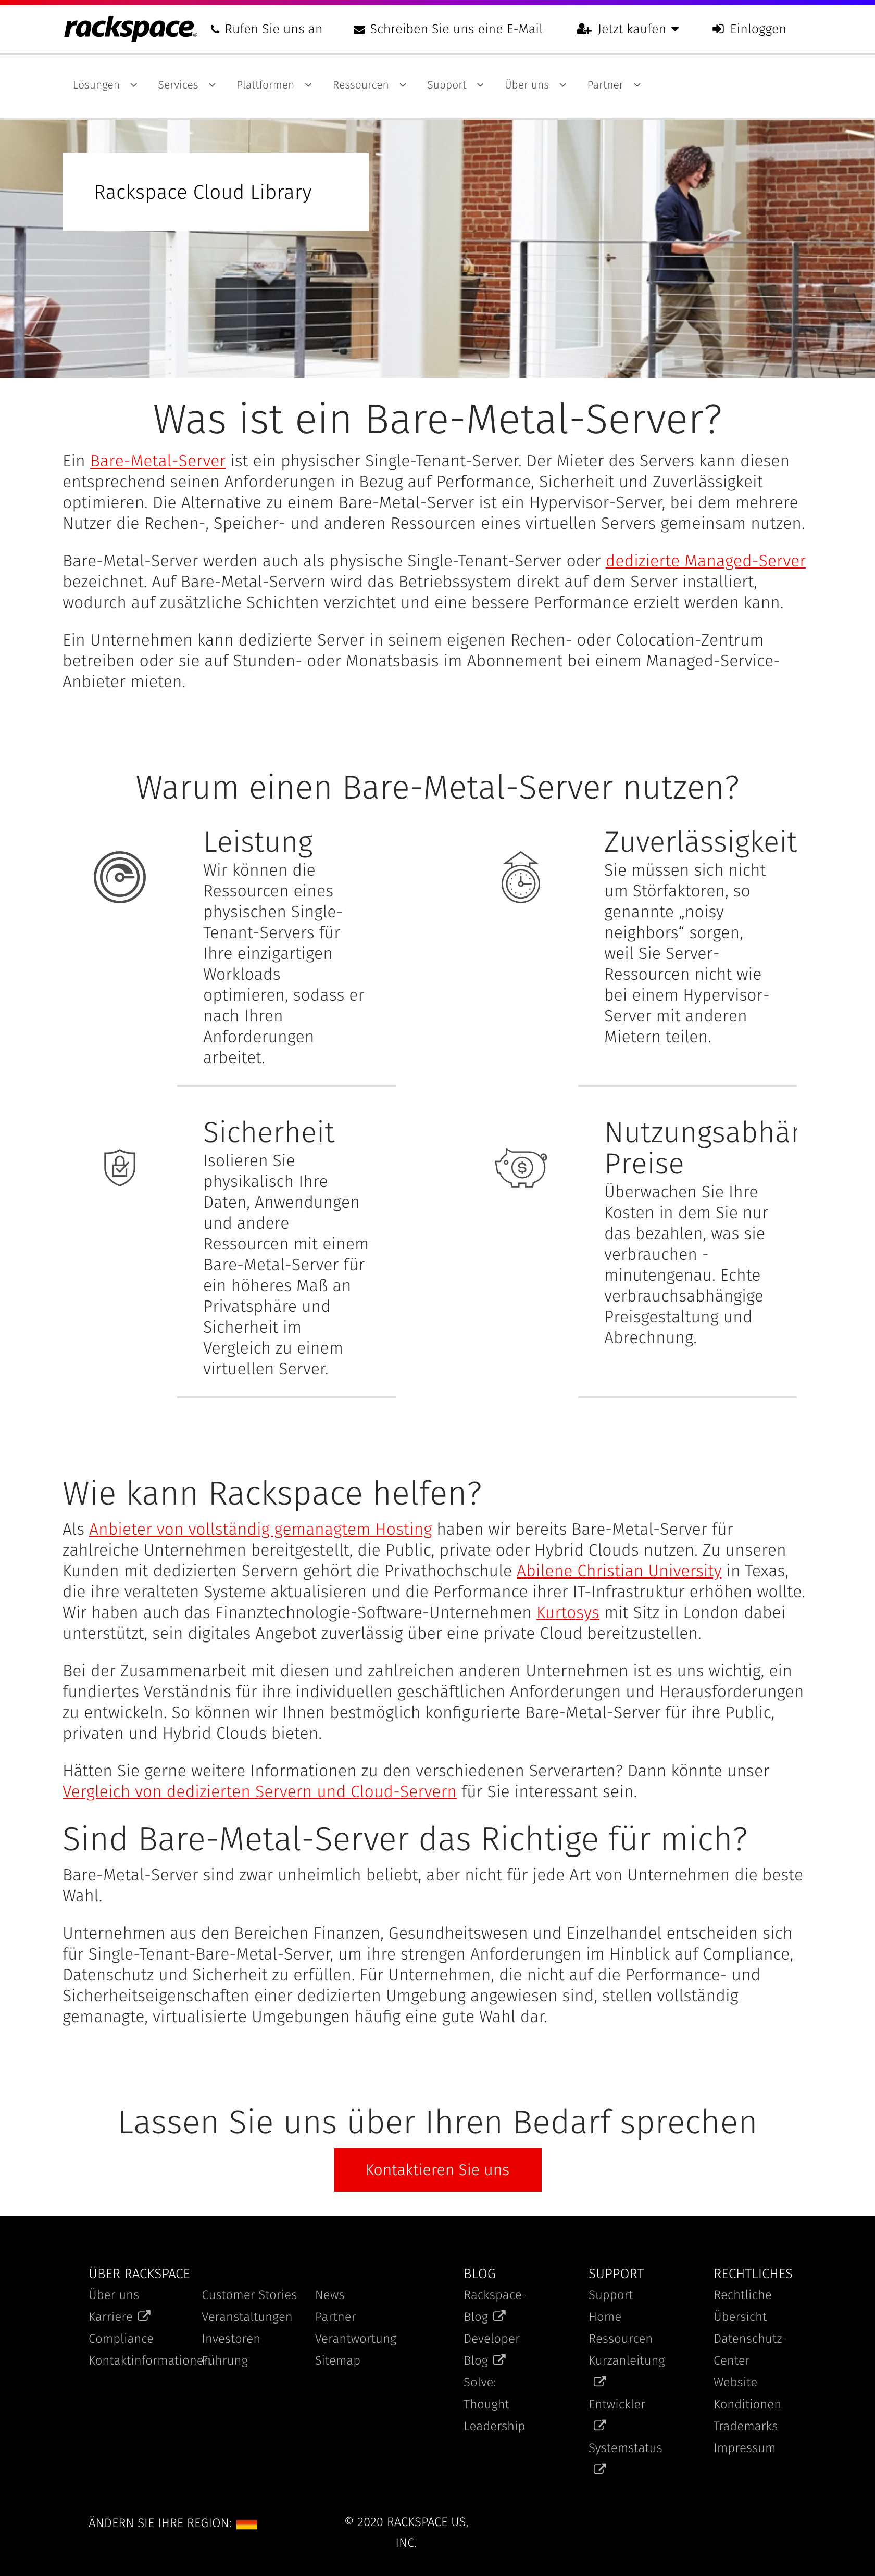 rackspace®
Rufen Sie uns an
Schreiben Sie uns eine E-Mail
Jetzt kaufen
Einloggen
Lösungen
Services
Plattformen
Ressourcen
Support
Über uns
Partner
Rackspace Cloud Library
Was ist ein Bare-Metal-Server?
Ein Bare-Metal-Server ist ein physischer Single-Tenant-Server. Der Mieter des Servers kann diesen
entsprechend seinen Anforderungen in Bezug auf Performance, Sicherheit und Zuverlässigkeit
optimieren. Die Alternative zu einem Bare-Metal-Server ist ein Hypervisor-Server, bei dem mehrere
Nutzer die Rechen-, Speicher- und anderen Ressourcen eines virtuellen Servers gemeinsam nutzen.
Bare-Metal-Server werden auch als physische Single-Tenant-Server oder dedizierte Managed-Server
bezeichnet. Auf Bare-Metal-Servern wird das Betriebssystem direkt auf dem Server installiert,
wodurch auf zusätzliche Schichten verzichtet und eine bessere Performance erzielt werden kann.
Ein Unternehmen kann dedizierte Server in seinem eigenen Rechen- oder Colocation-Zentrum
betreiben oder sie auf Stunden- oder Monatsbasis im Abonnement bei einem Managed-Service-
Anbieter mieten.
Warum einen Bare-Metal-Server nutzen?
Leistung
Wir können die
Ressourcen eines
physischen Single-
Tenant-Servers für
Ihre einzigartigen
Workloads
optimieren, sodass er
nach Ihren
Anforderungen
arbeitet.
Zuverlässigkeit
Sie müssen sich nicht
um Störfaktoren, so
genannte „noisy
neighbors“ sorgen,
weil Sie Server-
Ressourcen nicht wie
bei einem Hypervisor-
Server mit anderen
Mietern teilen.
Sicherheit
Isolieren Sie
physikalisch Ihre
Daten, Anwendungen
und andere
Ressourcen mit einem
Bare-Metal-Server für
ein höheres Maß an
Privatsphäre und
Sicherheit im
Vergleich zu einem
virtuellen Server.
Nutzungsabhän
Preise
Überwachen Sie Ihre
Kosten in dem Sie nur
das bezahlen, was sie
verbrauchen -
minutengenau. Echte
verbrauchsabhängige
Preisgestaltung und
Abrechnung.
Wie kann Rackspace helfen?
Als Anbieter von vollständig gemanagtem Hosting haben wir bereits Bare-Metal-Server für
zahlreiche Unternehmen bereitgestellt, die Public, private oder Hybrid Clouds nutzen. Zu unseren
Kunden mit dedizierten Servern gehört die Privathochschule Abilene Christian University in Texas,
die ihre veralteten Systeme aktualisieren und die Performance ihrer IT-Infrastruktur erhöhen wollte.
Wir haben auch das Finanztechnologie-Software-Unternehmen Kurtosys mit Sitz in London dabei
unterstützt, sein digitales Angebot zuverlässig über eine private Cloud bereitzustellen.
Bei der Zusammenarbeit mit diesen und zahlreichen anderen Unternehmen ist es uns wichtig, ein
fundiertes Verständnis für ihre individuellen geschäftlichen Anforderungen und Herausforderungen
zu entwickeln. So können wir Ihnen bestmöglich konfigurierte Bare-Metal-Server für ihre Public,
privaten und Hybrid Clouds bieten.
Hätten Sie gerne weitere Informationen zu den verschiedenen Serverarten? Dann könnte unser
Vergleich von dedizierten Servern und Cloud-Servern für Sie interessant sein.
Sind Bare-Metal-Server das Richtige für mich?
Bare-Metal-Server sind zwar unheimlich beliebt, aber nicht für jede Art von Unternehmen die beste
Wahl.
Unternehmen aus den Bereichen Finanzen, Gesundheitswesen und Einzelhandel entscheiden sich
für Single-Tenant-Bare-Metal-Server, um ihre strengen Anforderungen im Hinblick auf Compliance,
Datenschutz und Sicherheit zu erfüllen. Für Unternehmen, die nicht auf die Performance- und
Sicherheitseigenschaften einer dedizierten Umgebung angewiesen sind, stellen vollständig
gemanagte, virtualisierte Umgebungen häufig eine gute Wahl dar.
Lassen Sie uns über Ihren Bedarf sprechen
Kontaktieren Sie uns
ÜBER RACKSPACE
Über uns
Karriere
Compliance
Kontaktinformationen
Customer Stories
Veranstaltungen
Investoren
Führung
News
Partner
Verantwortung
Sitemap
BLOG
Rackspace-
Blog
Developer
Blog
Solve:
Thought
Leadership
SUPPORT
Support
Home
Ressourcen
Kurzanleitung
Entwickler
Systemstatus
RECHTLICHES
Rechtliche
Übersicht
Datenschutz-
Center
Website
Konditionen
Trademarks
Impressum
ÄNDERN SIE IHRE REGION:
© 2020 RACKSPACE US,
INC.